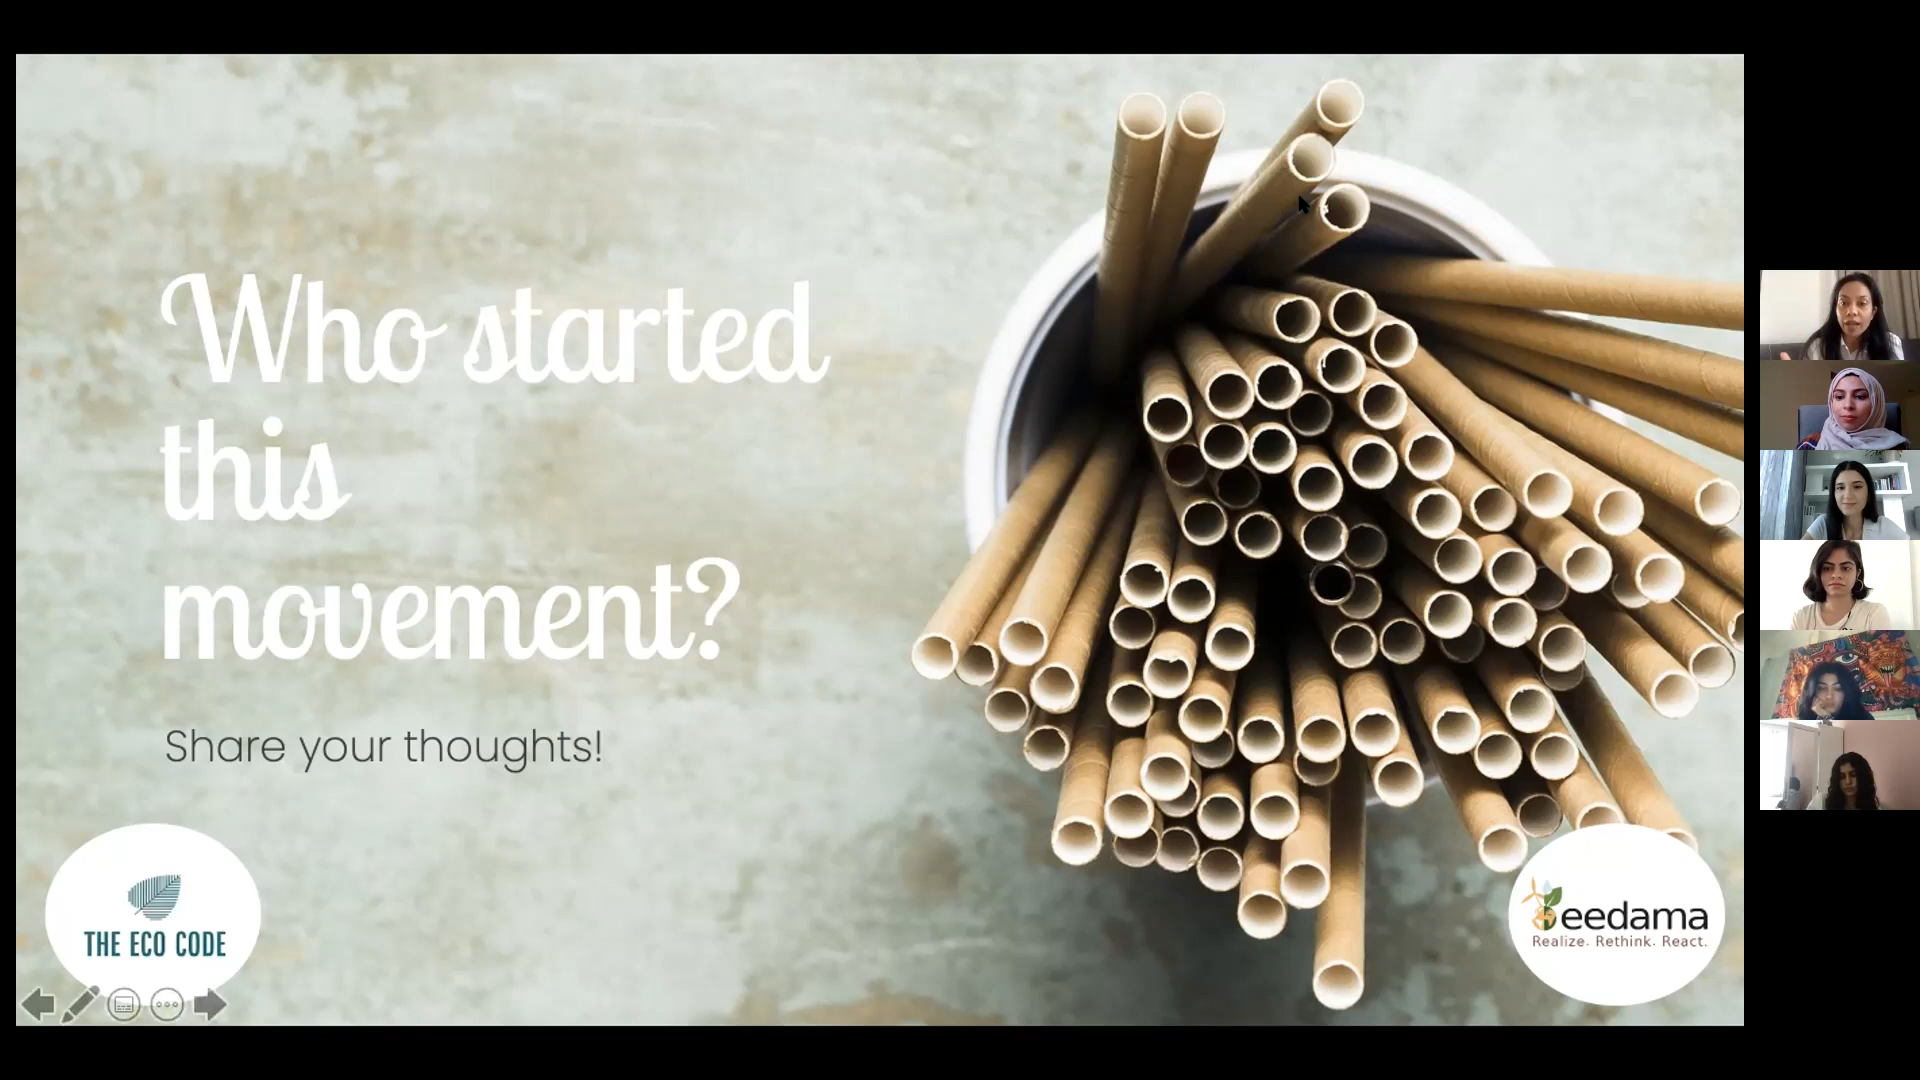 Who started
this
movement?
Share your thoughts!
THE ECO CODE
eedama
Realize. Rethink. React.